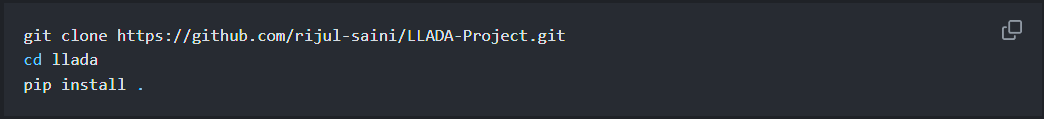 git clone https://github.com/rijul-saini/LLADA-Project.git
cd llada
pip install .